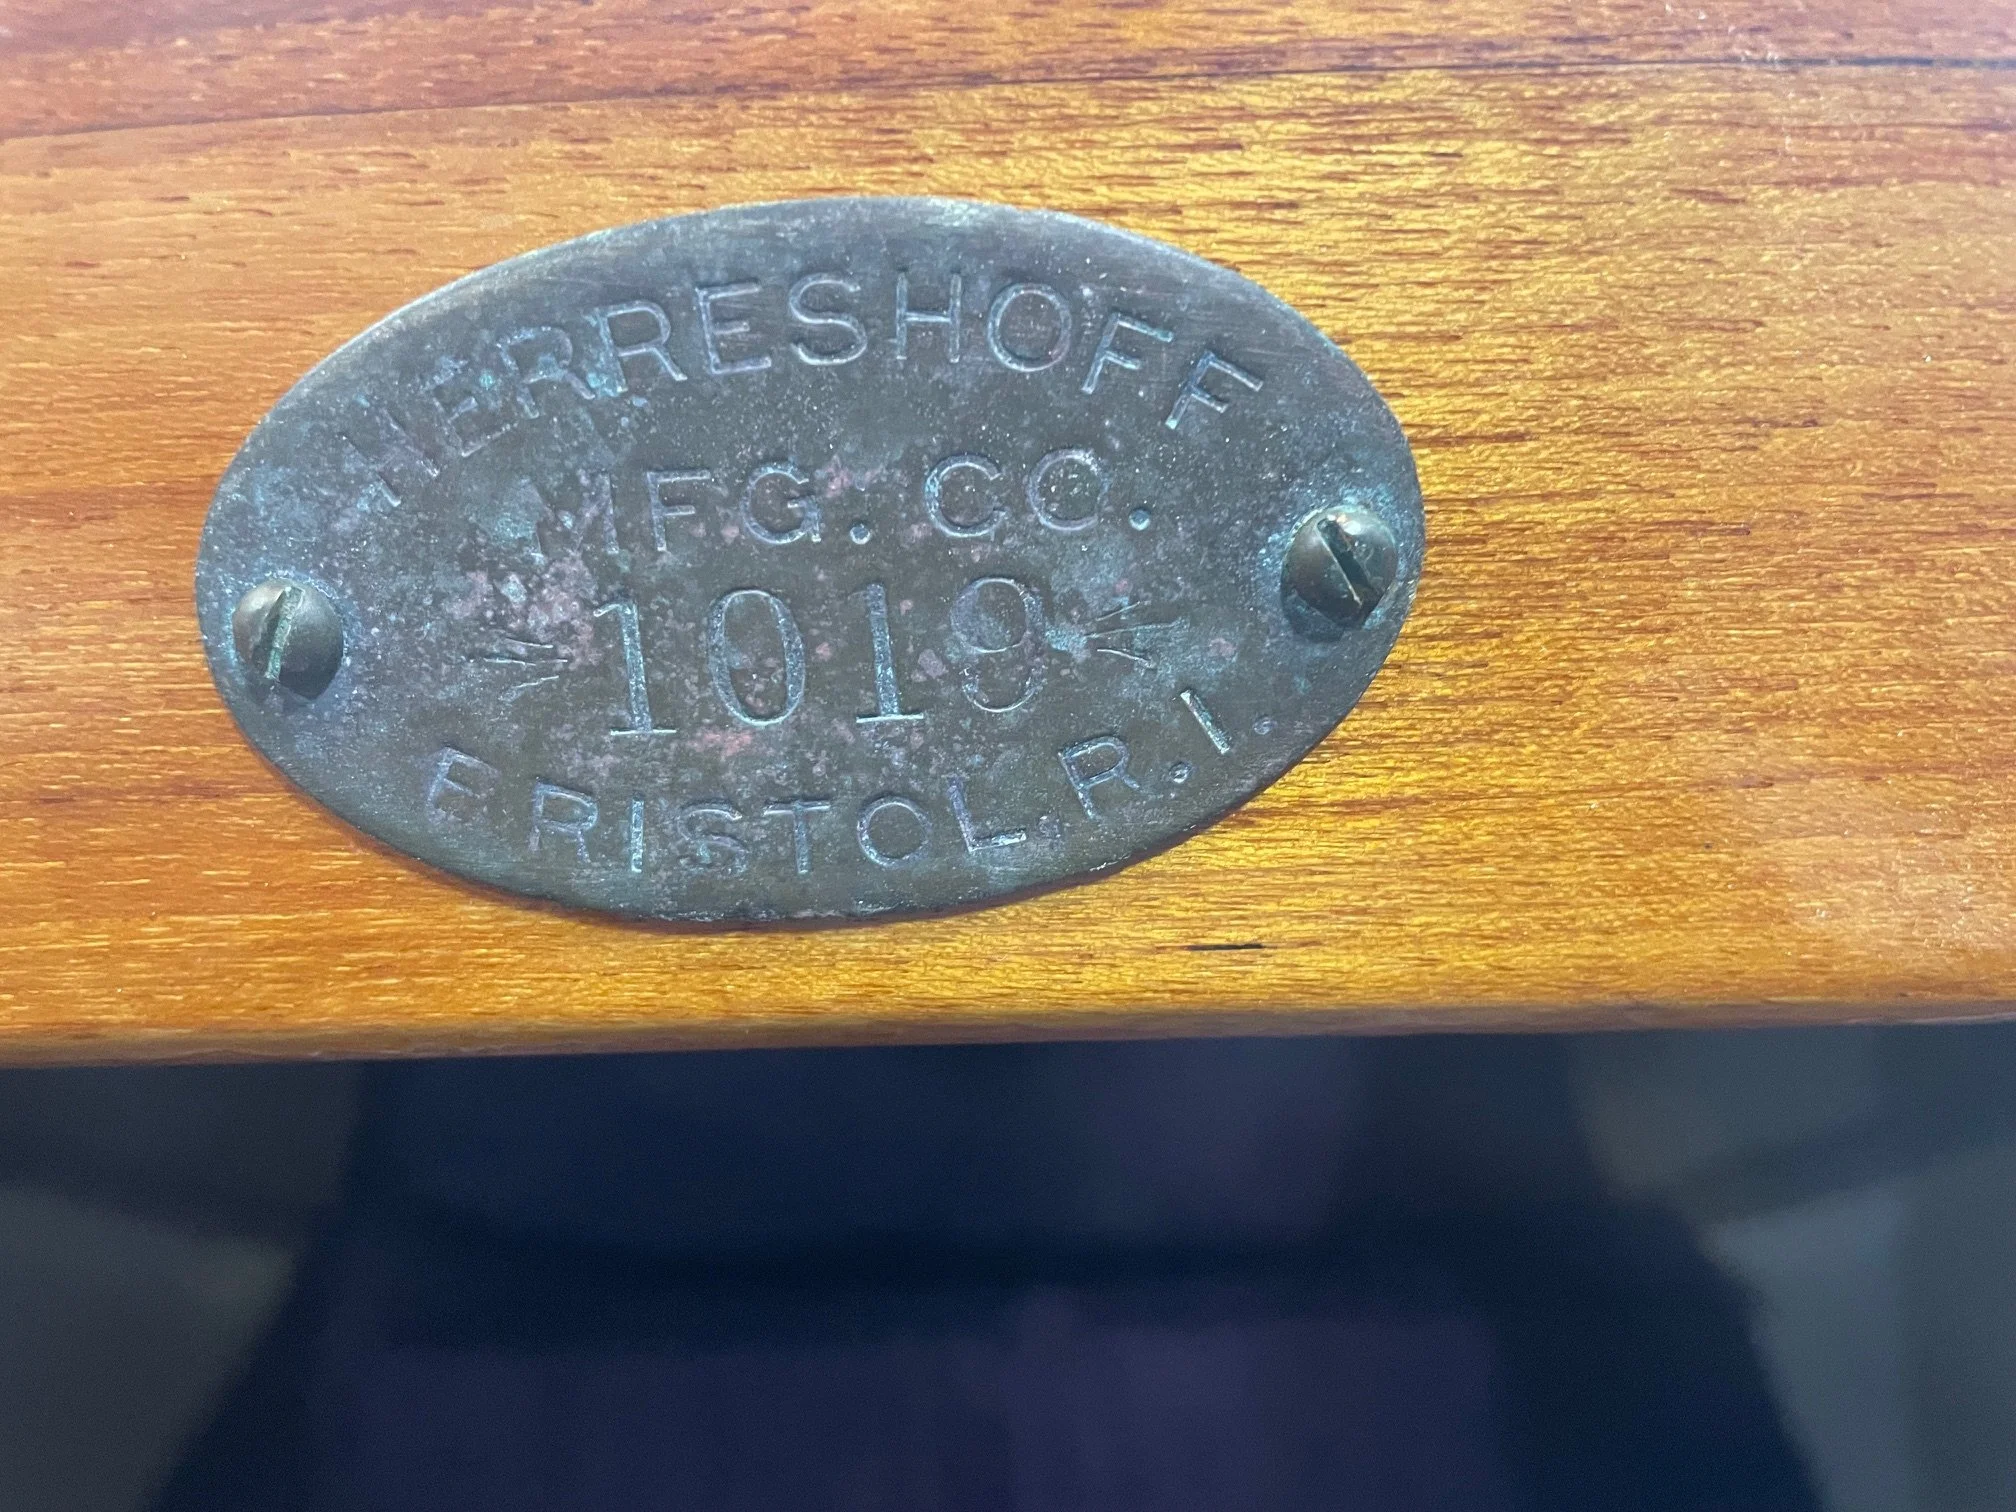 HERRESHOFF
MFG. CO.
1019
BRISTOL. R. I.